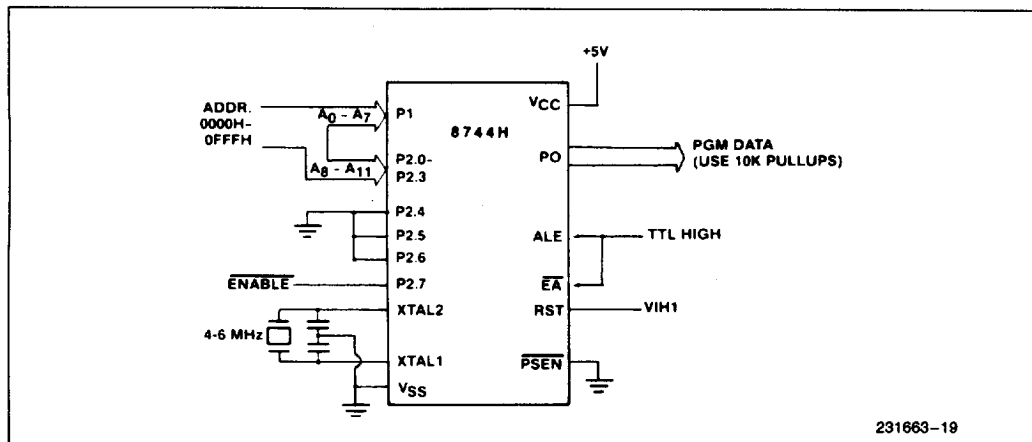 +5V
ADDR.
0000H-
0FFFH
A0 - A7
P1
VCC
8744H
P2.0-
P2.3
A8 - A11
PO
PGM DATA
(USE 10K PULLUPS)
P2.4
P2.5
P2.6
ALE
TTL HIGH
EA
ENABLE
P2.7
XTAL2
RST
VIH1
4-6 MHz
XTAL1
PSEN
VSS
231663-19